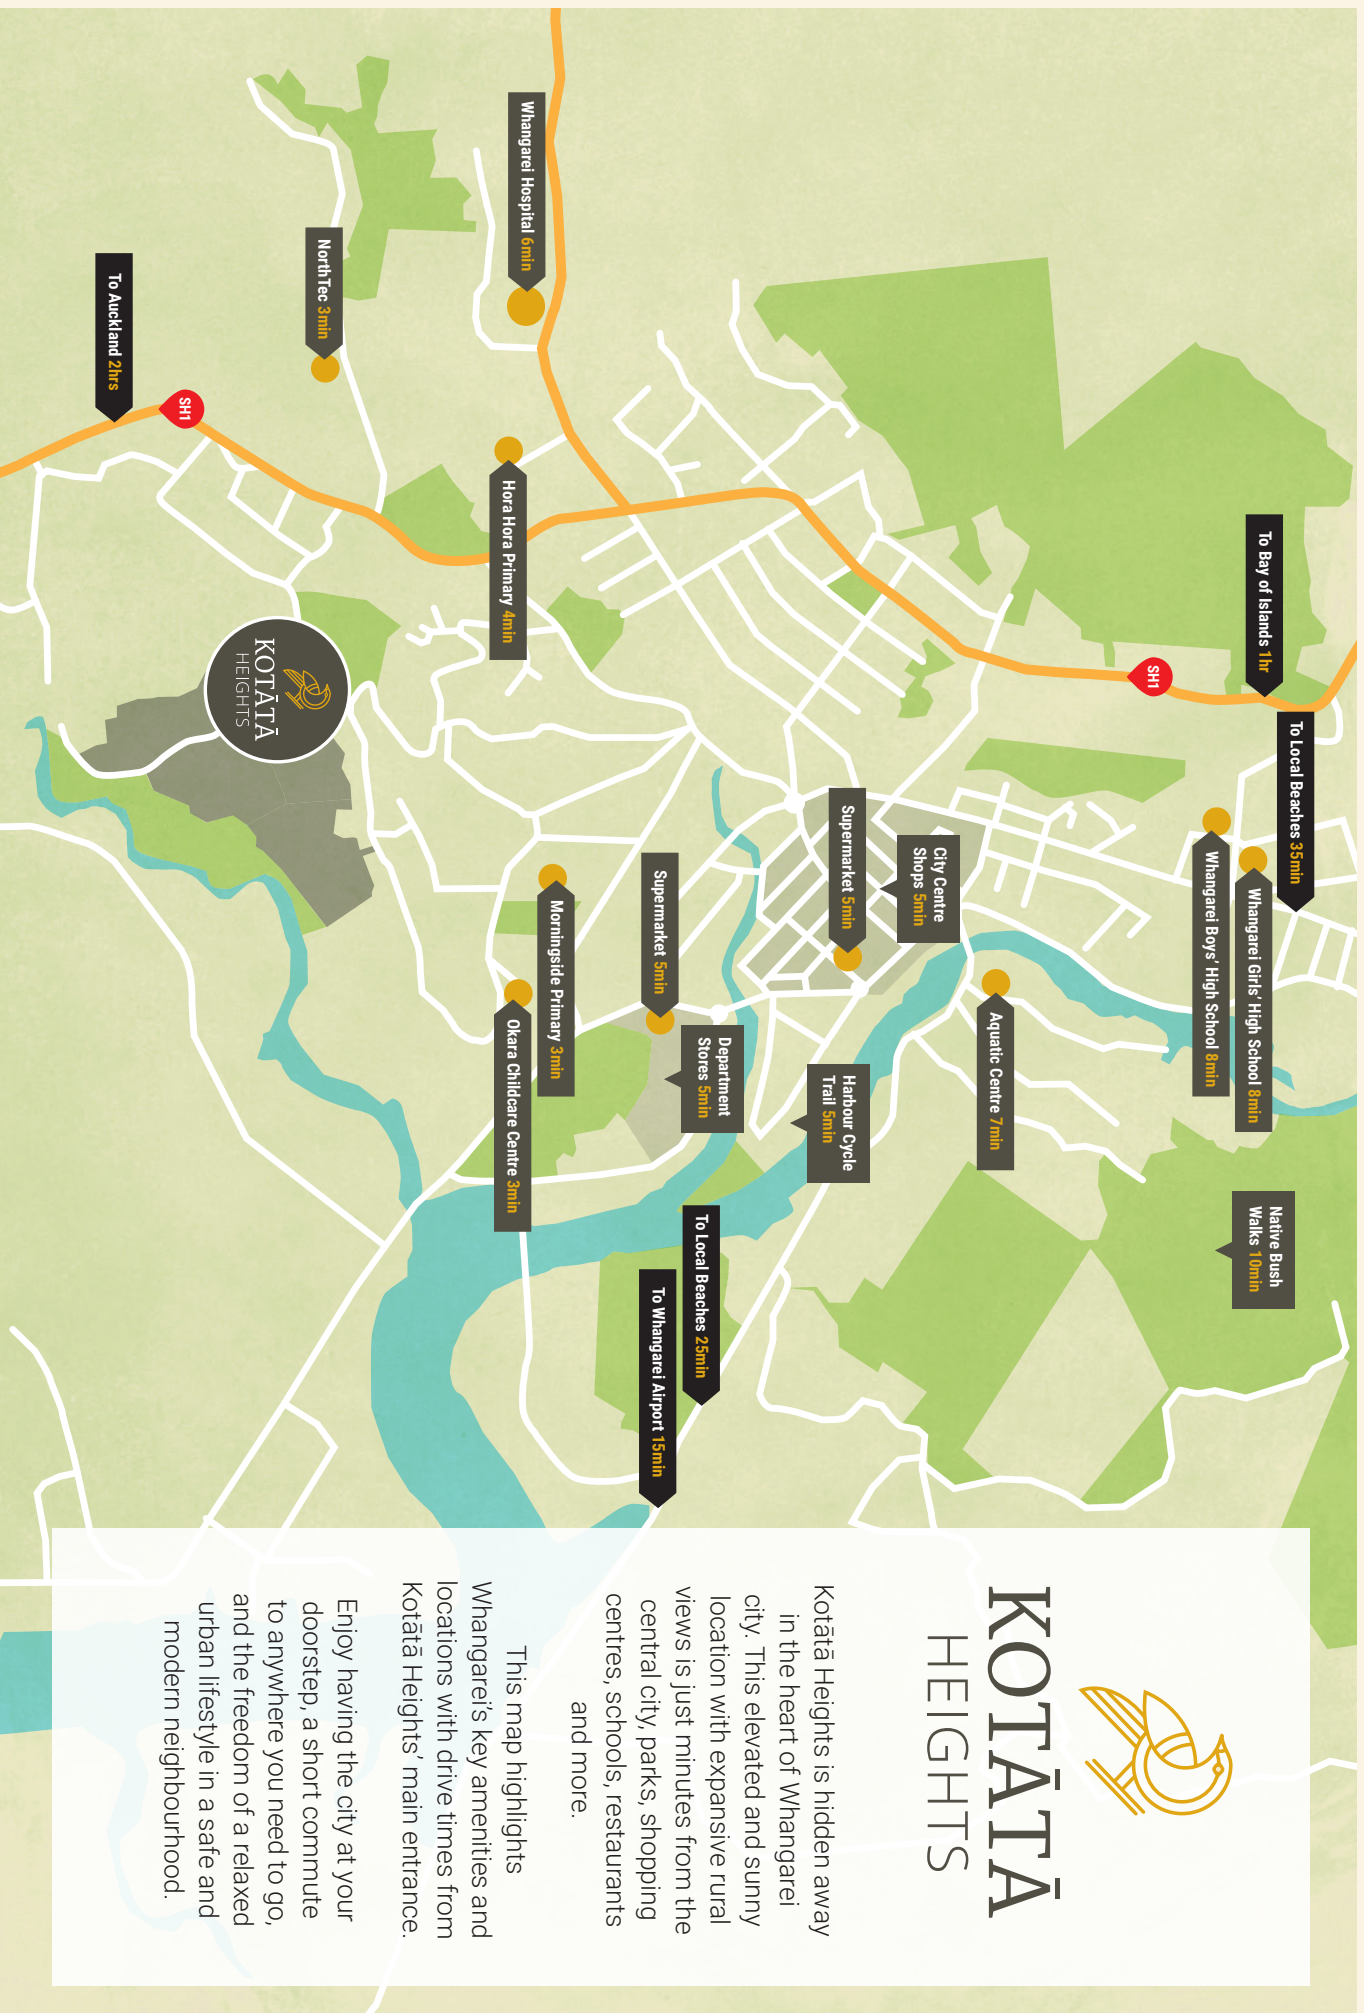 To Bay of Islands 1hr
SH1
To Local Beaches 35min
Whangarei Girls' High School 8min
Whangarei Boys' High School 8min
Native Bush
Walks 10min
Aquatic Centre 7min
City Centre
Shops 5min
Supermarket 5min
Harbour Cycle
Trail 5min
Department
Stores 5min
Supermarket 5min
To Local Beaches 25min
To Whangarei Airport 15min
Whangarei Hospital 6min
Hora Hora Primary 4min
Morningside Primary 3min
Okara Childcare Centre 3min
NorthTec 3min
KOTĀTĀ
HEIGHTS
SH1
To Auckland 2hrs
KOTĀTĀ
HEIGHTS
Kotātā Heights is hidden away
in the heart of Whangarei
city. This elevated and sunny
location with expansive rural
views is just minutes from the
central city, parks, shopping
centres, schools, restaurants
and more.
This map highlights
Whangarei's key amenities and
locations with drive times from
Kotātā Heights' main entrance.
Enjoy having the city at your
doorstep, a short commute
to anywhere you need to go,
and the freedom of a relaxed
urban lifestyle in a safe and
modern neighbourhood.